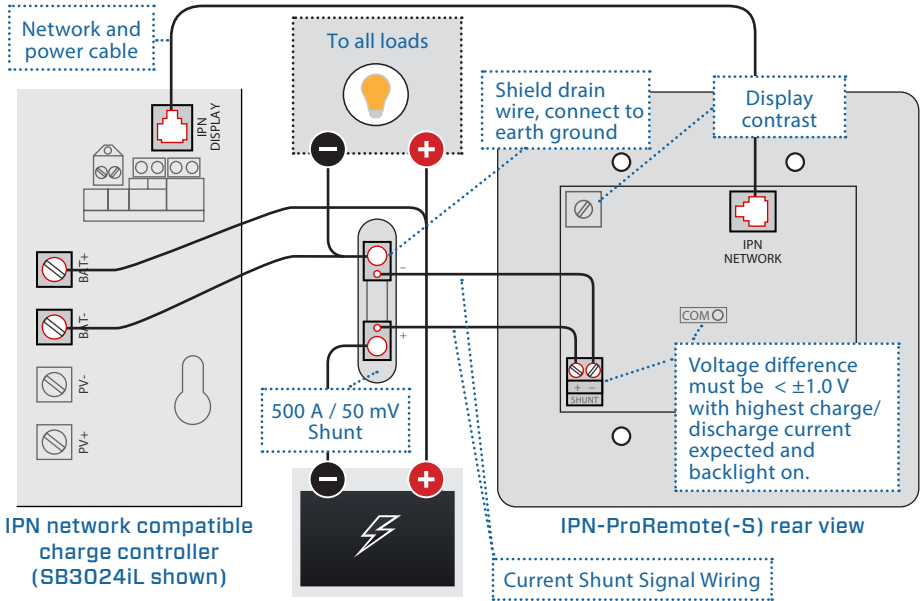 Network and
power cable
To all loads
Shield drain
wire, connect to
earth ground
Display
contrast
IPN
DISPLAY
BAT+
BAT-
PV-
PV+
−
+
−
+
IPN
NETWORK
COM
+ −
SHUNT
Voltage difference
must be < ±1.0 V
with highest charge/
discharge current
expected and
backlight on.
500 A / 50 mV
Shunt
−
+
IPN network compatible
charge controller
(SB3024iL shown)
IPN-ProRemote(-S) rear view
Current Shunt Signal Wiring